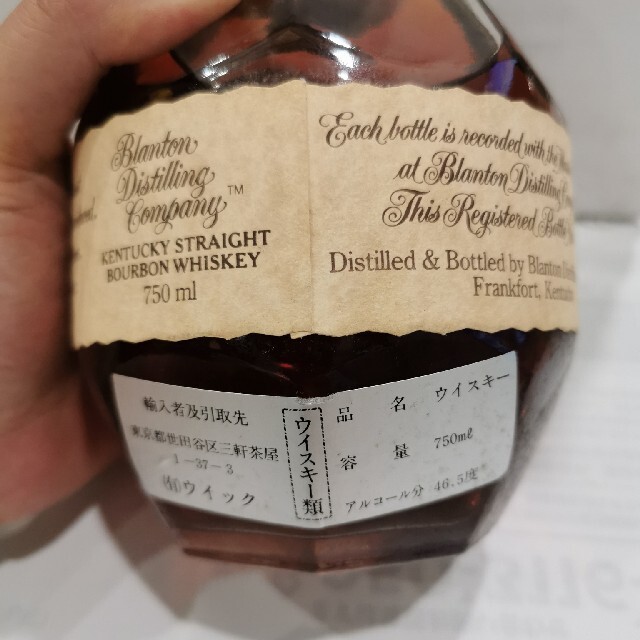 Blanton
Distilling
Company™
KENTUCKY STRAIGHT
BOURBON WHISKEY
750 ml
Each bottle is recorded with the
at Blanton Distilling
This Registered
Distilled & Bottled by Blanton
Frankfort,
輸入者及引取先
東京都世田谷区三軒茶屋
1-37-3
(有)ウイック
ウイスキー類
品 名 ウイスキー
容 量 750mℓ
アルコール分 46.5度